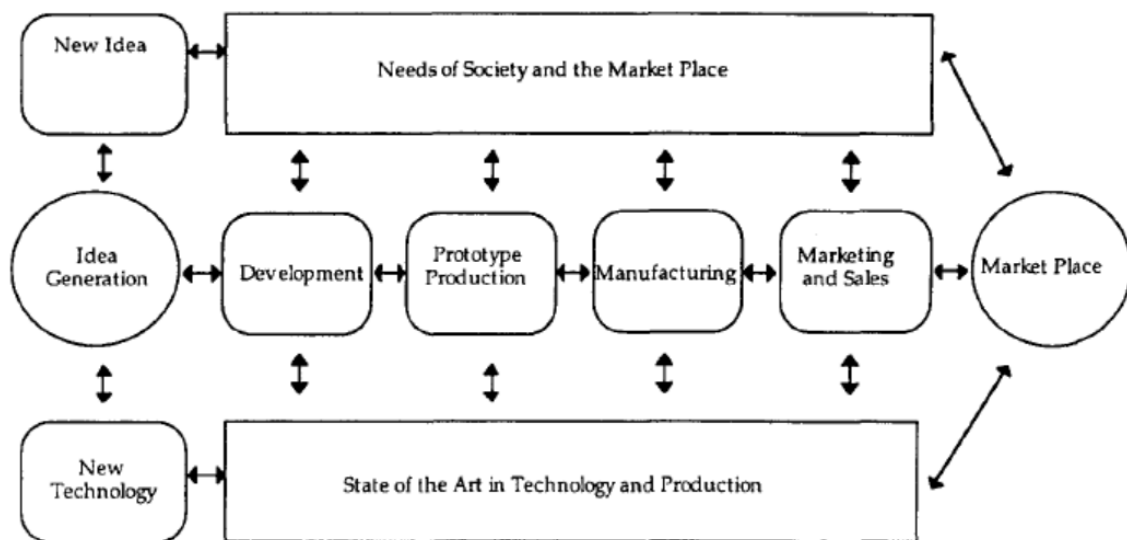 New Idea
Needs of Society and the Market Place
Idea
Generation
Development
Prototype
Production
Manufacturing
Marketing
and Sales
Market Place
New
Technology
State of the Art in Technology and Production